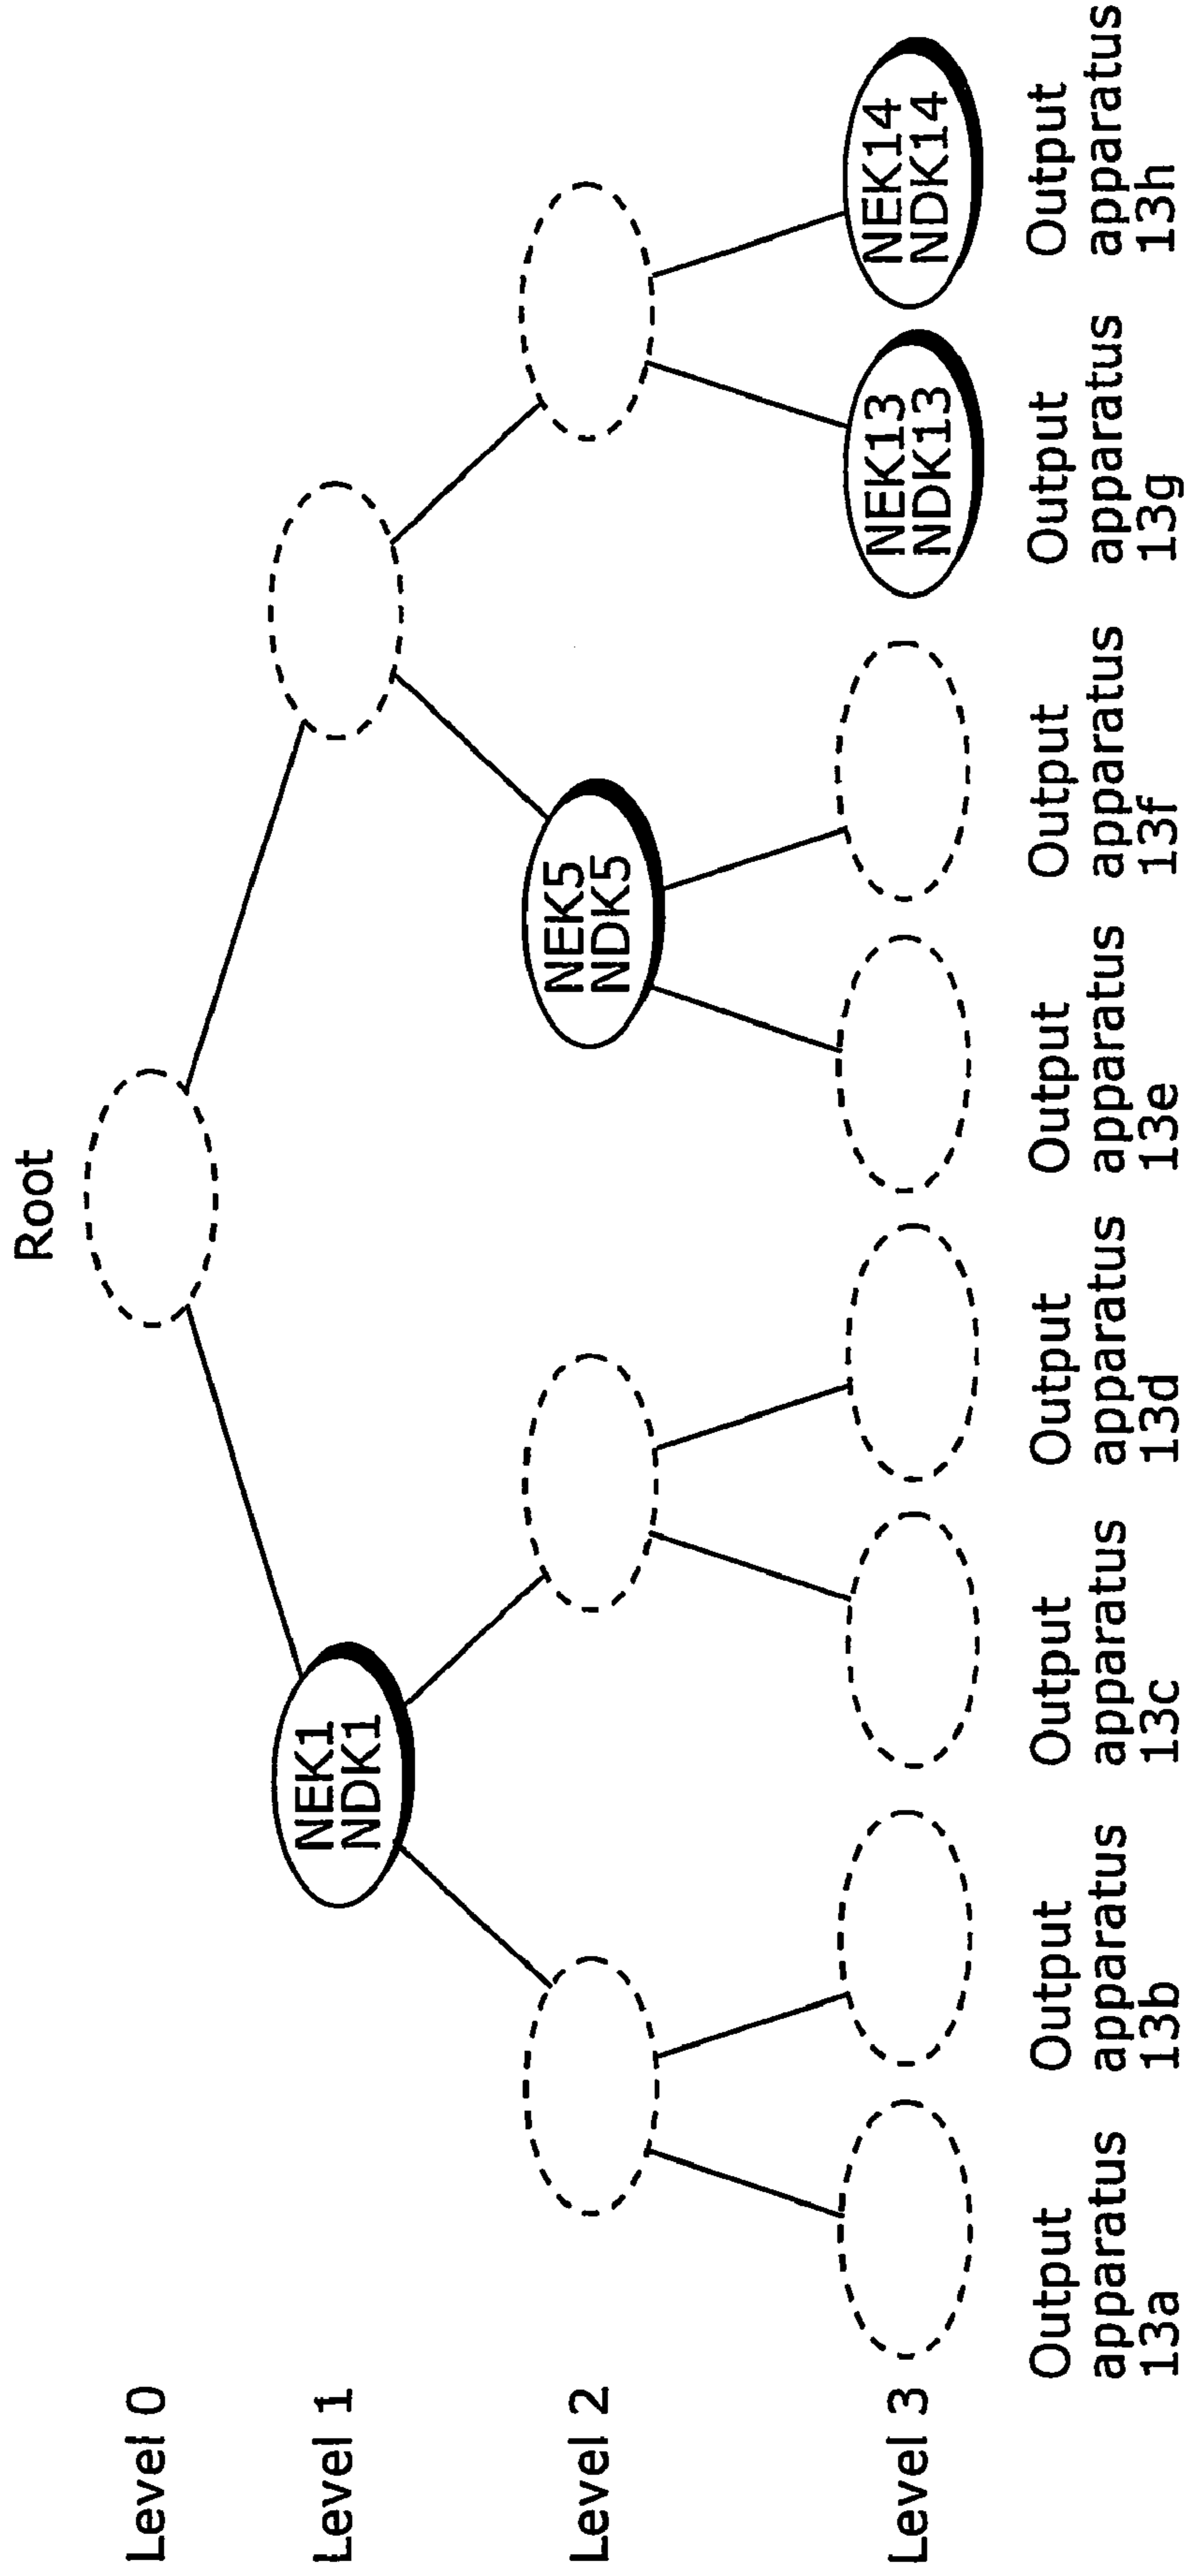 Root
Level 0
Level 1
NEK1
NDK1
Level 2
NEK5
NDK5
Level 3
NEK13
NDK13
NEK14
NDK14
Output
apparatus
13a
Output
apparatus
13b
Output
apparatus
13c
Output
apparatus
13d
Output
apparatus
13e
Output
apparatus
13f
Output
apparatus
13g
Output
apparatus
13h